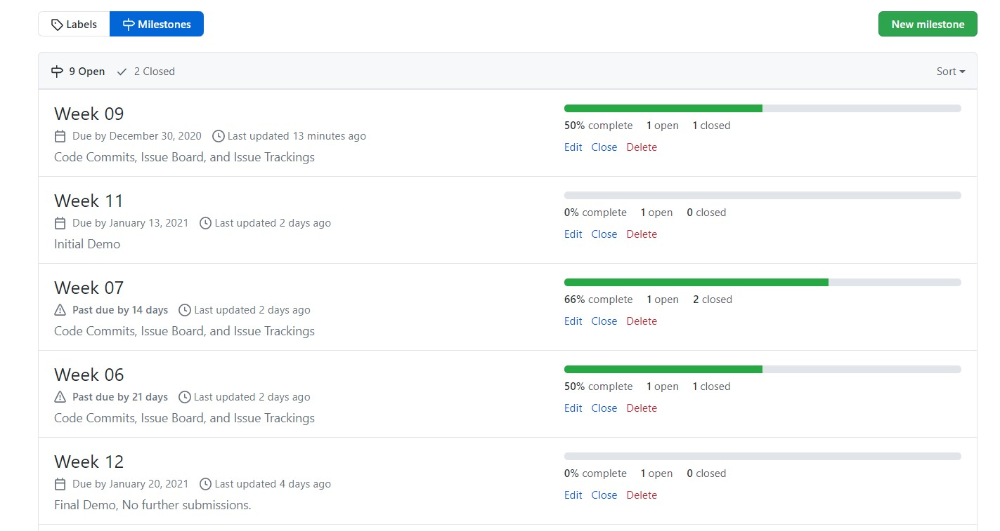 Labels Milestones New milestone
9 Open 2 Closed Sort
Week 09
Due by December 30, 2020 Last updated 13 minutes ago
Code Commits, Issue Board, and Issue Trackings
50% complete 1 open 1 closed
Edit Close Delete
Week 11
Due by January 13, 2021 Last updated 2 days ago
Initial Demo
0% complete 1 open 0 closed
Edit Close Delete
Week 07
Past due by 14 days Last updated 2 days ago
Code Commits, Issue Board, and Issue Trackings
66% complete 1 open 2 closed
Edit Close Delete
Week 06
Past due by 21 days Last updated 2 days ago
Code Commits, Issue Board, and Issue Trackings
50% complete 1 open 1 closed
Edit Close Delete
Week 12
Due by January 20, 2021 Last updated 4 days ago
Final Demo, No further submissions.
0% complete 1 open 0 closed
Edit Close Delete